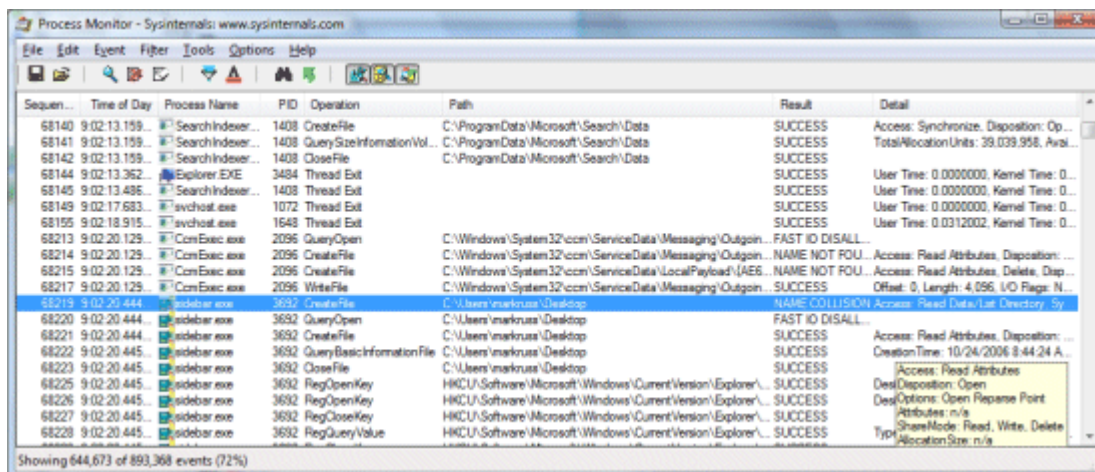 Process Monitor - Sysinternals: www.sysinternals.com
File Edit Event Filter Tools Options Help
Sequen... Time of Day Process Name PID Operation Path Result Detail
68140 9:02:13.159... SearchIndexer... 1408 CreateFile C:\ProgramData\Microsoft\Search\Data SUCCESS Access: Synchronize, Disposition: Op...
68141 9:02:13.159... SearchIndexer... 1408 QuerySizeInformationVol... C:\ProgramData\Microsoft\Search\Data SUCCESS TotalAllocationUnits: 39,039,958, Avai...
68142 9:02:13.159... SearchIndexer... 1408 CloseFile C:\ProgramData\Microsoft\Search\Data SUCCESS
68144 9:02:13.362... Explorer.EXE 3484 Thread Exit SUCCESS User Time: 0.0000000, Kernel Time: 0...
68145 9:02:13.486... SearchIndexer... 1408 Thread Exit SUCCESS User Time: 0.0000000, Kernel Time: 0...
68149 9:02:17.683... svchost.exe 1072 Thread Exit SUCCESS User Time: 0.0000000, Kernel Time: 0...
68155 9:02:18.915... svchost.exe 1648 Thread Exit SUCCESS User Time: 0.0312002, Kernel Time: 0...
68213 9:02:20.129... CcmExec.exe 2096 QueryOpen C:\Windows\System32\ccm\ServiceData\Messaging\Outgoin... FAST IO DISALL...
68214 9:02:20.129... CcmExec.exe 2096 CreateFile C:\Windows\System32\ccm\ServiceData\Messaging\Outgoin... NAME NOT FOU... Access: Read Attributes, Disposition: ...
68215 9:02:20.129... CcmExec.exe 2096 CreateFile C:\Windows\System32\ccm\ServiceData\LocalPayload\{AE6... NAME NOT FOU... Access: Read Attributes, Delete, Disp...
68217 9:02:20.129... CcmExec.exe 2096 WriteFile C:\Windows\System32\ccm\ServiceData\Messaging\Outgoin... SUCCESS Offset: 0, Length: 4,096, I/O Flags: N...
68219 9:02:20.444... sidebar.exe 3692 CreateFile C:\Users\markruss\Desktop NAME COLLISION Access: Read Data/List Directory, Sy...
68220 9:02:20.444... sidebar.exe 3692 QueryOpen C:\Users\markruss\Desktop FAST IO DISALL...
68221 9:02:20.444... sidebar.exe 3692 CreateFile C:\Users\markruss\Desktop SUCCESS Access: Read Attributes, Disposition: ...
68222 9:02:20.445... sidebar.exe 3692 QueryBasicInformationFile C:\Users\markruss\Desktop SUCCESS CreationTime: 10/24/2006 8:44:24 A...
68223 9:02:20.445... sidebar.exe 3692 CloseFile C:\Users\markruss\Desktop SUCCESS
68225 9:02:20.445... sidebar.exe 3692 RegOpenKey HKCU\Software\Microsoft\Windows\CurrentVersion\Explorer\... SUCCESS Desi
68226 9:02:20.445... sidebar.exe 3692 RegOpenKey HKCU\Software\Microsoft\Windows\CurrentVersion\Explorer\... SUCCESS Desi
68227 9:02:20.445... sidebar.exe 3692 RegCloseKey HKCU\Software\Microsoft\Windows\CurrentVersion\Explorer\... SUCCESS
68228 9:02:20.445... sidebar.exe 3692 RegQueryValue HKCU\Software\Microsoft\Windows\CurrentVersion\Explorer\... SUCCESS Type
Access: Read Attributes
Disposition: Open
Options: Open Reparse Point
Attributes: n/a
ShareMode: Read, Write, Delete
AllocationSize: n/a
Showing 644,673 of 893,368 events (72%)